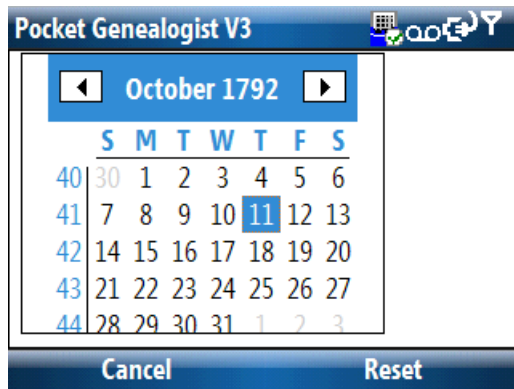 Pocket Genealogist V3
October 1792
S M T W T F S
40 30 1 2 3 4 5 6
41 7 8 9 10 11 12 13
42 14 15 16 17 18 19 20
43 21 22 23 24 25 26 27
44 28 29 30 31 1 2 3
Cancel Reset